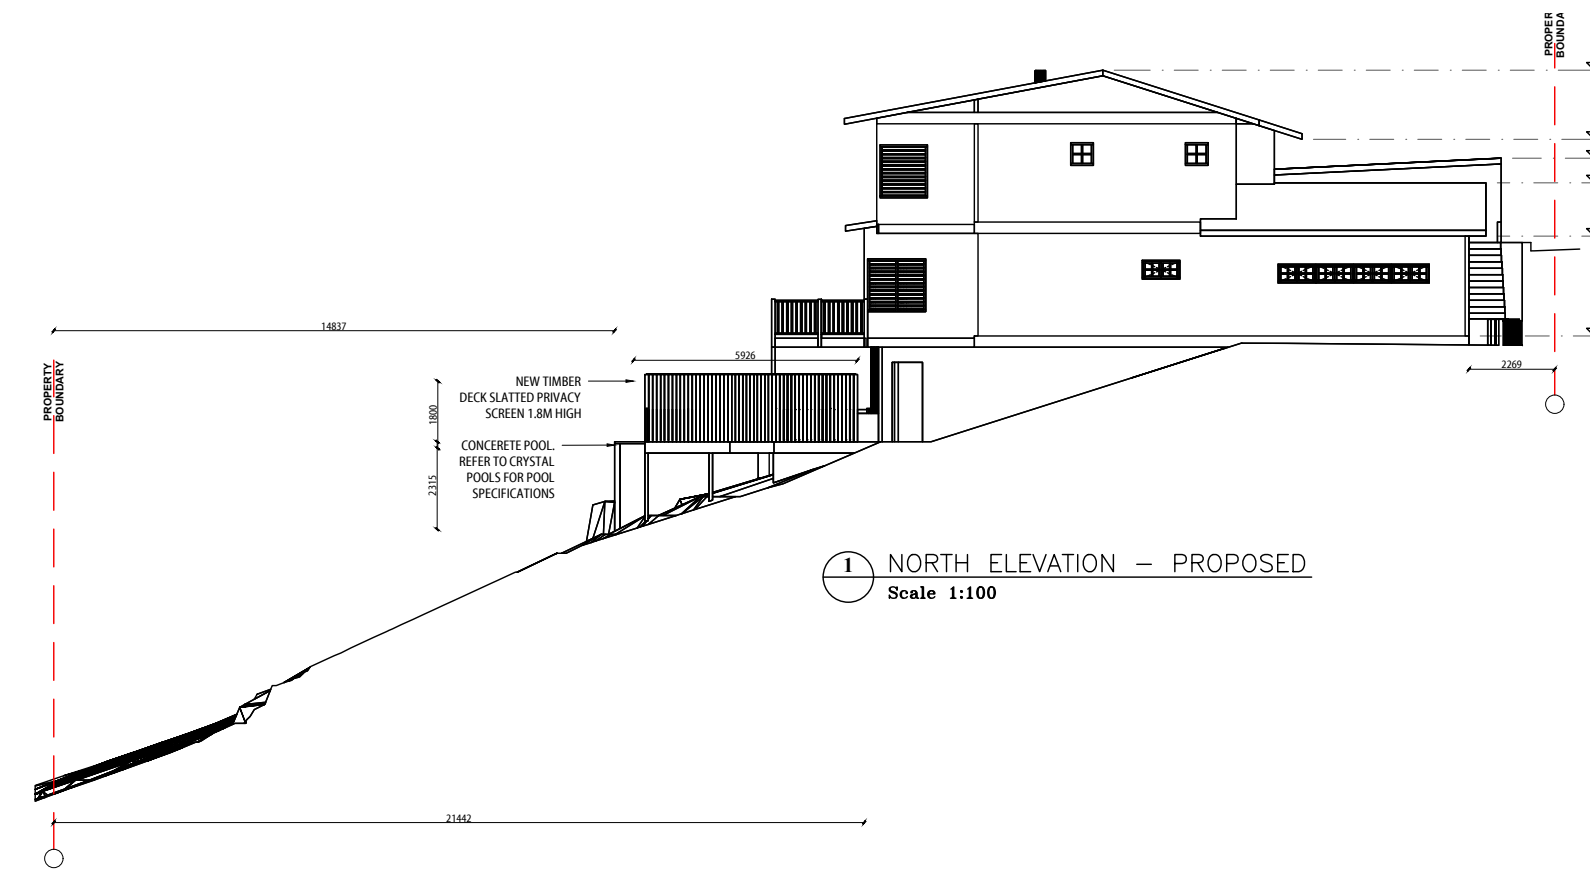 PROPER
BOUNDA
14837
5926
2269
PROPERTY
BOUNDARY
NEW TIMBER
DECK SLATTED PRIVACY
SCREEN 1.8M HIGH
1800
CONCRETE POOL.
REFER TO CRYSTAL
POOLS FOR POOL
SPECIFICATIONS
2315
1 NORTH ELEVATION – PROPOSED
Scale 1:100
21442